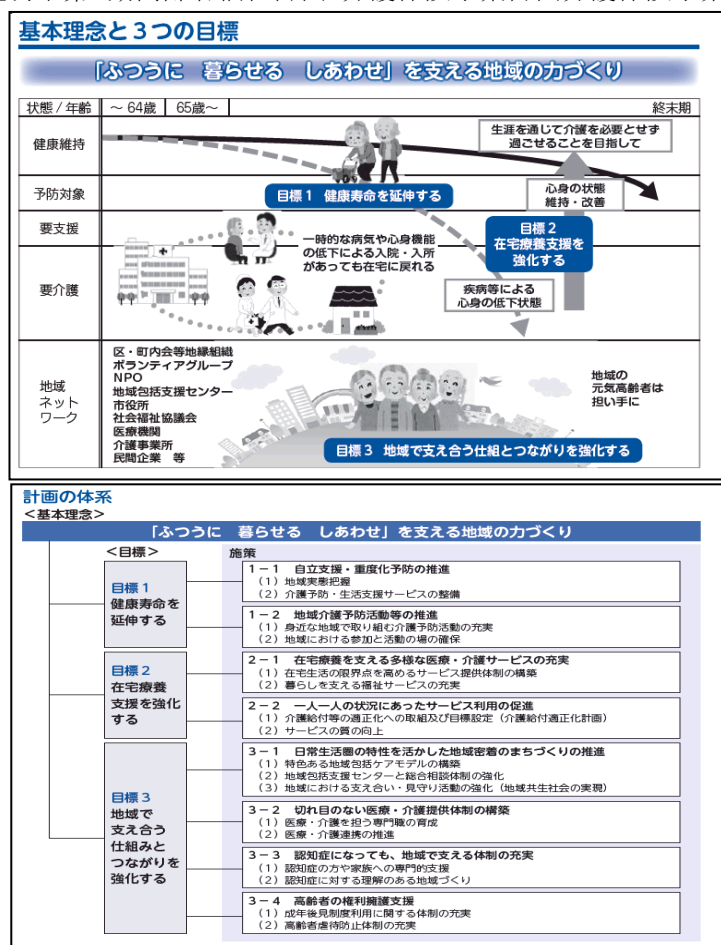 基本理念と３つの目標
「ふつうに　暮らせる　しあわせ」を支える地域の力づくり
状態 / 年齢
～ 64歳
65歳～
終末期
健康維持
生涯を通じて介護を必要とせず
過ごせることを目指して
予防対象
目標１　健康寿命を延伸する
心身の状態
維持・改善
要支援
目標２
在宅療養支援を
強化する
一時的な病気や心身機能
の低下による入院・入所
があっても在宅に戻れる
要介護
疾病等による
心身の低下状態
地域
ネット
ワーク
区・町内会等地縁組織
ボランティアグループ
NPO
地域包括支援センター
市役所
社会福祉協議会
医療機関
介護事業所
民間企業　等
地域の
元気高齢者は
担い手に
目標３　地域で支え合う仕組とつながりを強化する
計画の体系
＜基本理念＞
「ふつうに　暮らせる　しあわせ」を支える地域の力づくり
＜目標＞
施策
目標１
健康寿命を
延伸する
１－１　自立支援・重度化予防の推進
（１）地域実態把握
（２）介護予防・生活支援サービスの整備
１－２　地域介護予防活動等の推進
（１）身近な地域で取り組む介護予防活動の充実
（２）地域における参加と活動の場の確保
目標２
在宅療養
支援を強化
する
２－１　在宅療養を支える多様な医療・介護サービスの充実
（１）在宅生活の限界点を高めるサービス提供体制の構築
（２）暮らしを支える福祉サービスの充実
２－２　一人一人の状況にあったサービス利用の促進
（１）介護給付等の適正化への取組及び目標設定（介護給付適正化計画）
（２）サービスの質の向上
目標３
地域で
支え合う
仕組みと
つながりを
強化する
３－１　日常生活圏の特性を活かした地域密着のまちづくりの推進
（１）特色ある地域包括ケアモデルの構築
（２）地域包括支援センターと総合相談体制の強化
（３）地域における支え合い・見守り活動の強化（地域共生社会の実現）
３－２　切れ目のない医療・介護提供体制の構築
（１）医療・介護を担う専門職の育成
（２）医療・介護連携の推進
３－３　認知症になっても、地域で支える体制の充実
（１）認知症の方や家族への専門的支援
（２）認知症に対する理解のある地域づくり
３－４　高齢者の権利擁護支援
（１）成年後見制度利用に関する体制の充実
（２）高齢者虐待防止体制の充実